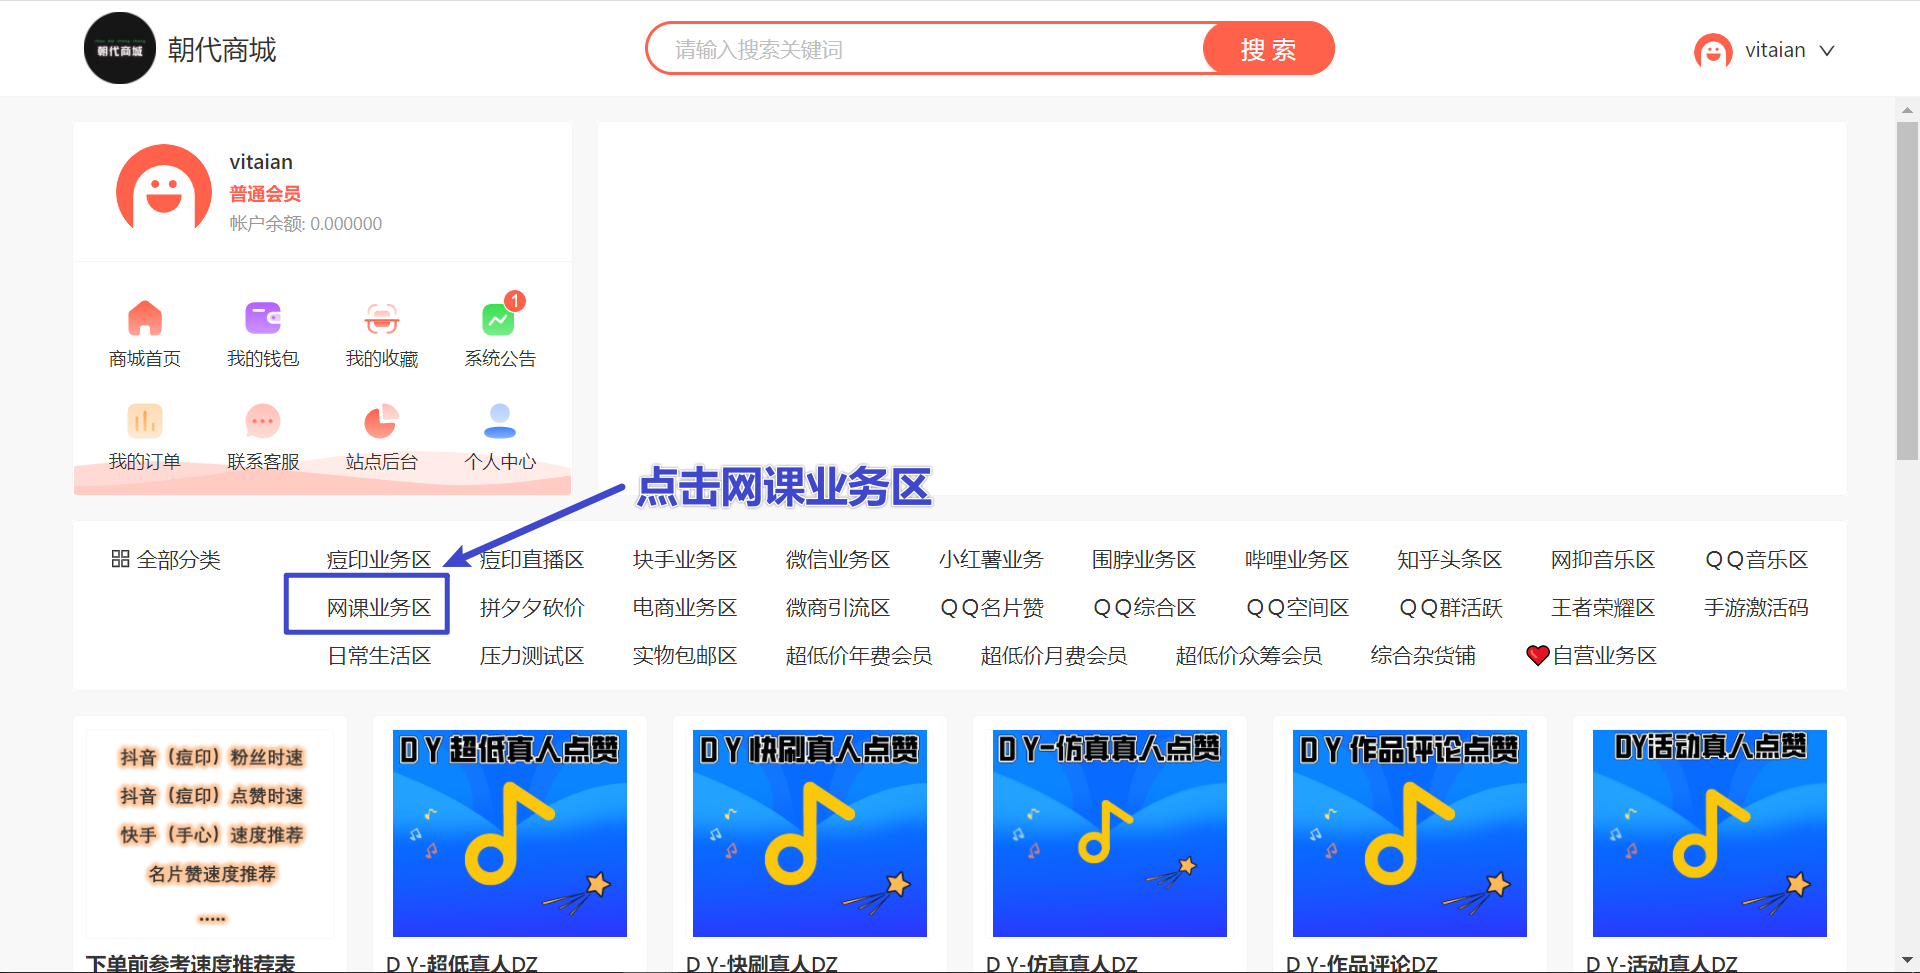 朝代商城
朝代商城
请输入搜索关键词
搜 索
vitaian
vitaian
普通会员
帐户余额: 0.000000
商城首页
我的钱包
我的收藏
1
系统公告
我的订单
联系客服
站点后台
个人中心
点击网课业务区
全部分类
痘印业务区
痘印直播区
块手业务区
微信业务区
小红薯业务
围脖业务区
哔哩业务区
知乎头条区
网抑音乐区
ＱＱ音乐区
网课业务区
拼夕夕砍价
电商业务区
微商引流区
ＱＱ名片赞
ＱＱ综合区
ＱＱ空间区
ＱＱ群活跃
王者荣耀区
手游激活码
日常生活区
压力测试区
实物包邮区
超低价年费会员
超低价月费会员
超低价众筹会员
综合杂货铺
❤自营业务区
抖音（痘印）粉丝时速
抖音（痘印）点赞时速
快手（手心）速度推荐
名片赞速度推荐
.....
下单前参考速度推荐表
D Y 超低真人点赞
D Y-超低真人DZ
D Y 快刷真人点赞
D Y-快刷真人DZ
D Y-仿真真人点赞
D Y-仿真真人DZ
D Y 作品评论点赞
D Y-作品评论DZ
DY活动真人点赞
D Y-活动真人DZ